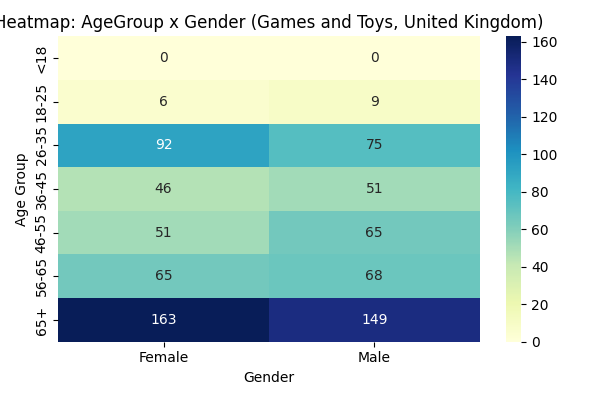 Heatmap: AgeGroup x Gender (Games and Toys, United Kingdom)
<18 0 0
18-25 6 9
26-35 92 75
36-45 46 51
46-55 51 65
56-65 65 68
65+ 163 149
Age Group
Female Male
Gender
160
140
120
100
80
60
40
20
0